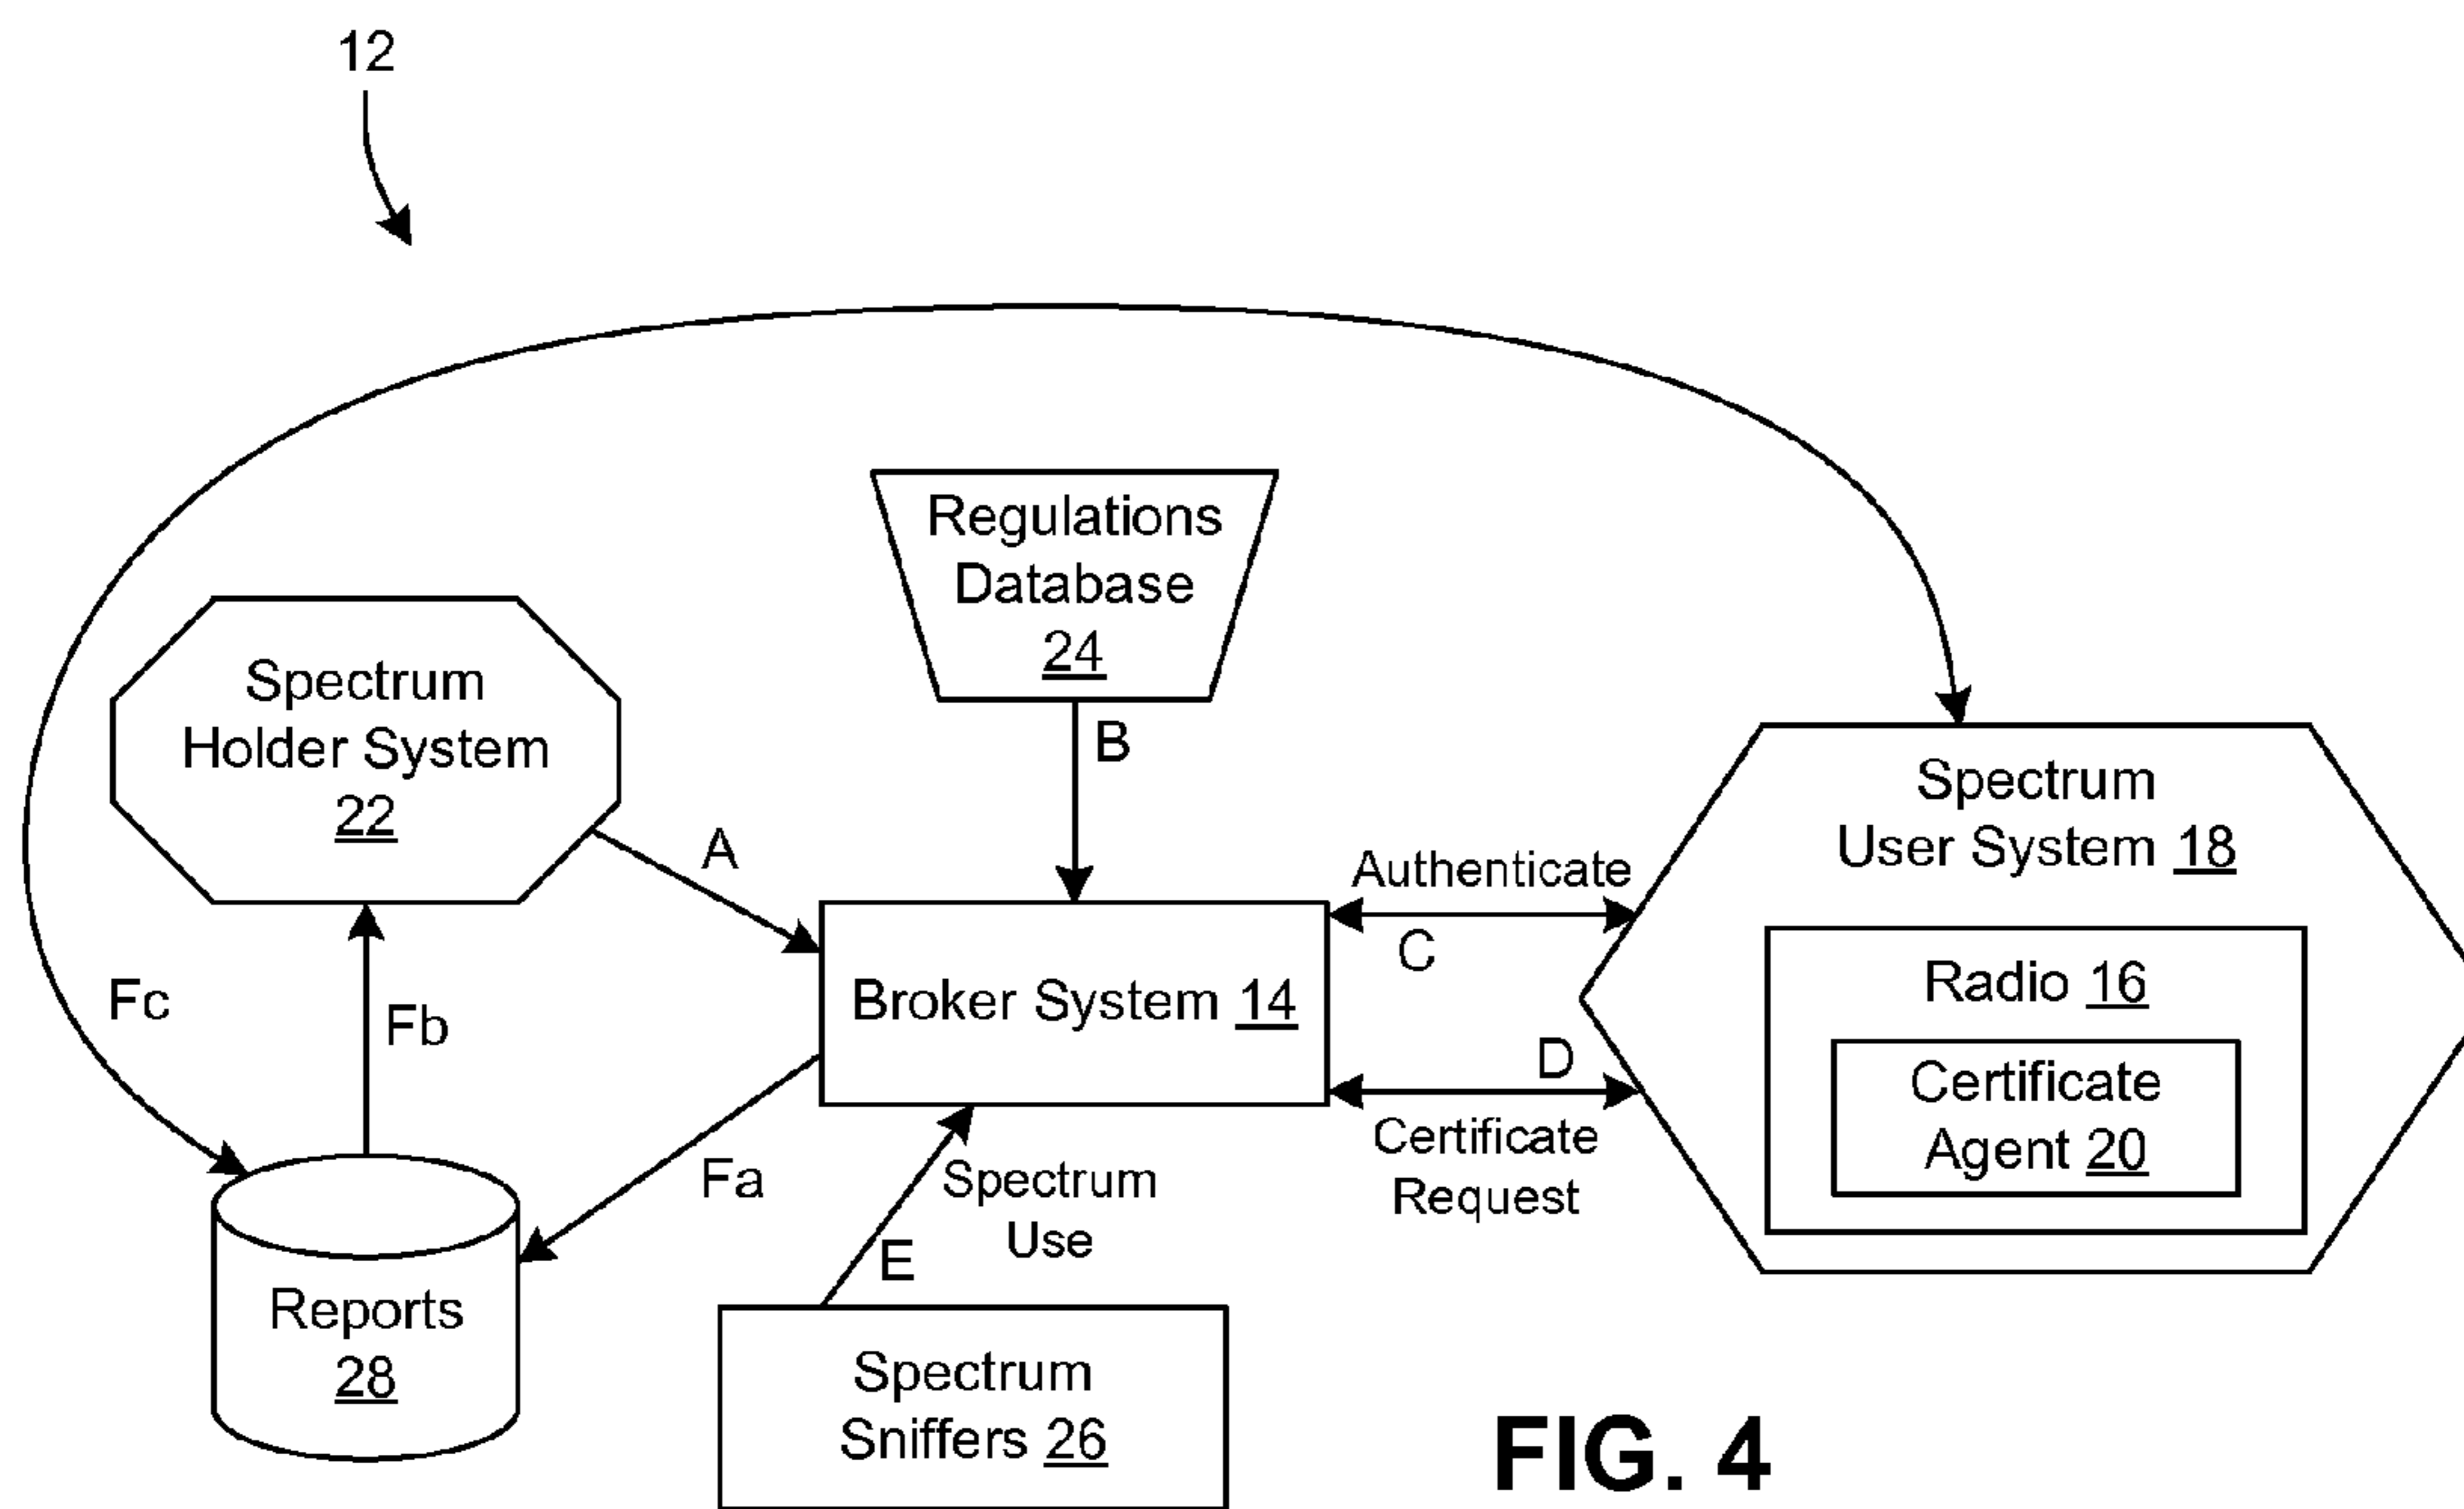 12
Regulations
Database
24
Spectrum
Holder System
22
B
Spectrum
User System 18
A
Authenticate
C
Broker System 14
Radio 16
Fc
Fb
D
Certificate
Agent 20
Certificate
Request
Fa
Spectrum
Use
E
Reports
28
Spectrum
Sniffers 26
FIG. 4